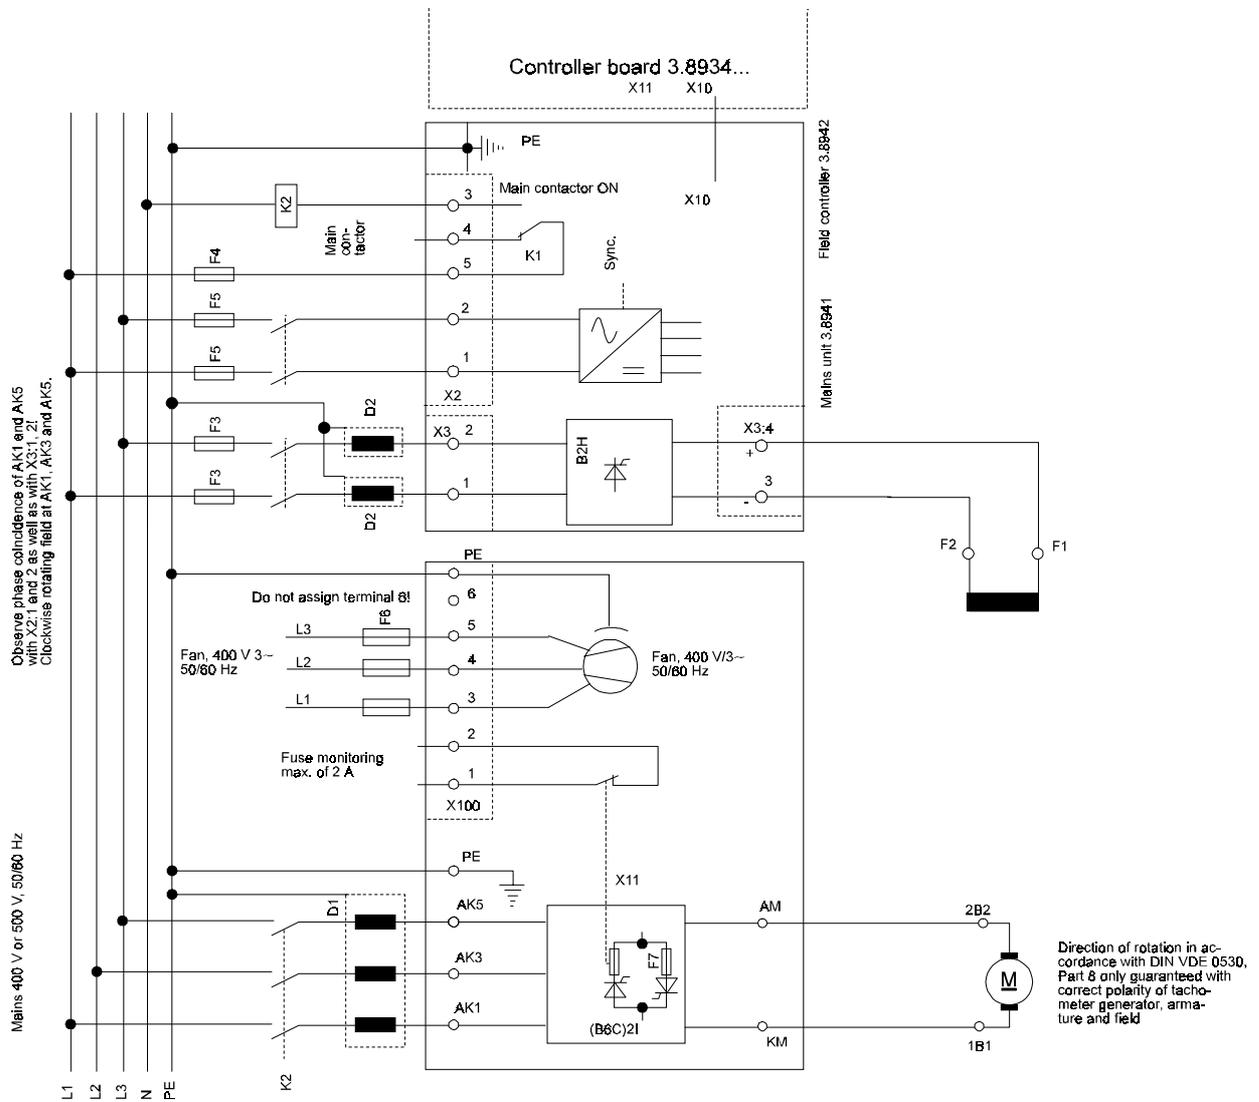 Controller board 3.8934...
X11
X10
PE
Field controller 3.8942
Main contactor ON
X10
K2
3
Main
con-
tactor
4
K1
Sync.
F4
5
F5
2
Mains unit 3.8941
F5
1
X2
D2
F3
X3
2
B2H
X3:4
+
F3
1
3
-
D2
Observe phase coincidence of AK1 and AK5
with X2:1 and 2 as well as with X3:1, 2!
Clockwise rotating field at AK1, AK3 and AK5.
F2
F1
PE
Do not assign terminal 6!
6
F6
L3
5
Fan, 400 V 3~
50/60 Hz
L2
4
Fan, 400 V/3~
50/60 Hz
L1
3
2
Fuse monitoring
max. of 2 A
1
X100
Mains 400 V or 500 V, 50/60 Hz
PE
X11
D1
AK5
AM
2B2
AK3
F7
M
Direction of rotation in ac-
cordance with DIN VDE 0530,
Part 8 only guaranteed with
correct polarity of tacho-
meter generator, arma-
ture and field
AK1
(B6C)2I
KM
1B1
K2
L1
L2
L3
N
PE